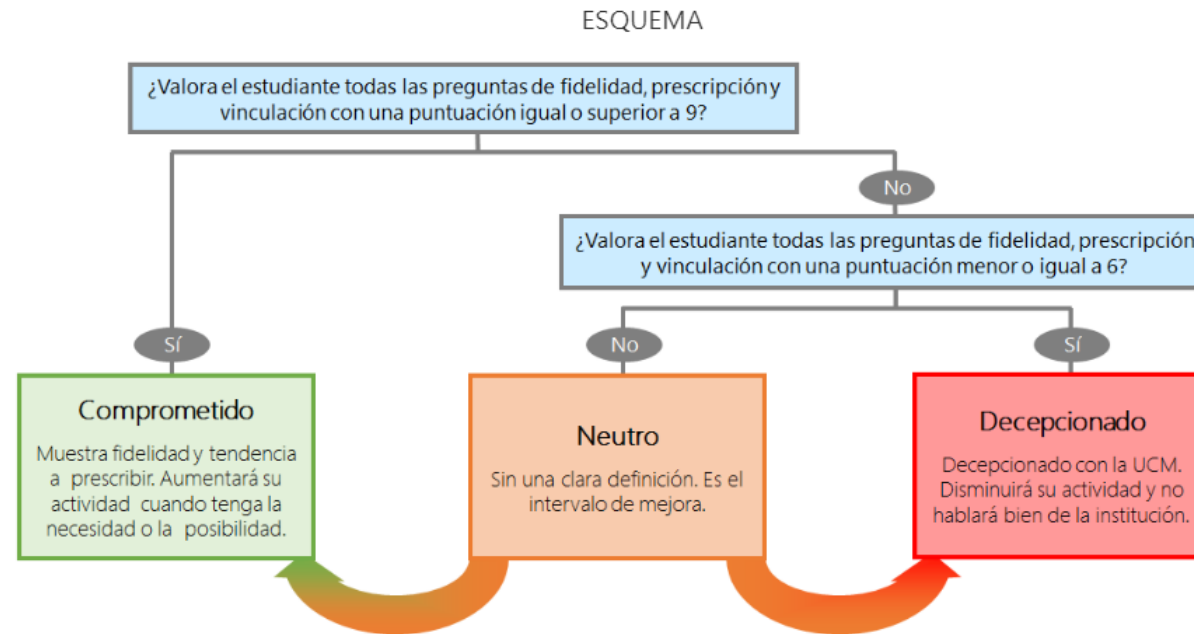 ESQUEMA
¿Valora el estudiante todas las preguntas de fidelidad, prescripción y
vinculación con una puntuación igual o superior a 9?
No
¿Valora el estudiante todas las preguntas de fidelidad, prescripción
y vinculación con una puntuación menor o igual a 6?
Sí
No
Sí
Comprometido
Muestra fidelidad y tendencia
a prescribir. Aumentará su
actividad cuando tenga la
necesidad o la posibilidad.
Neutro
Sin una clara definición. Es el
intervalo de mejora.
Decepcionado
Decepcionado con la UCM.
Disminuirá su actividad y no
hablará bien de la institución.